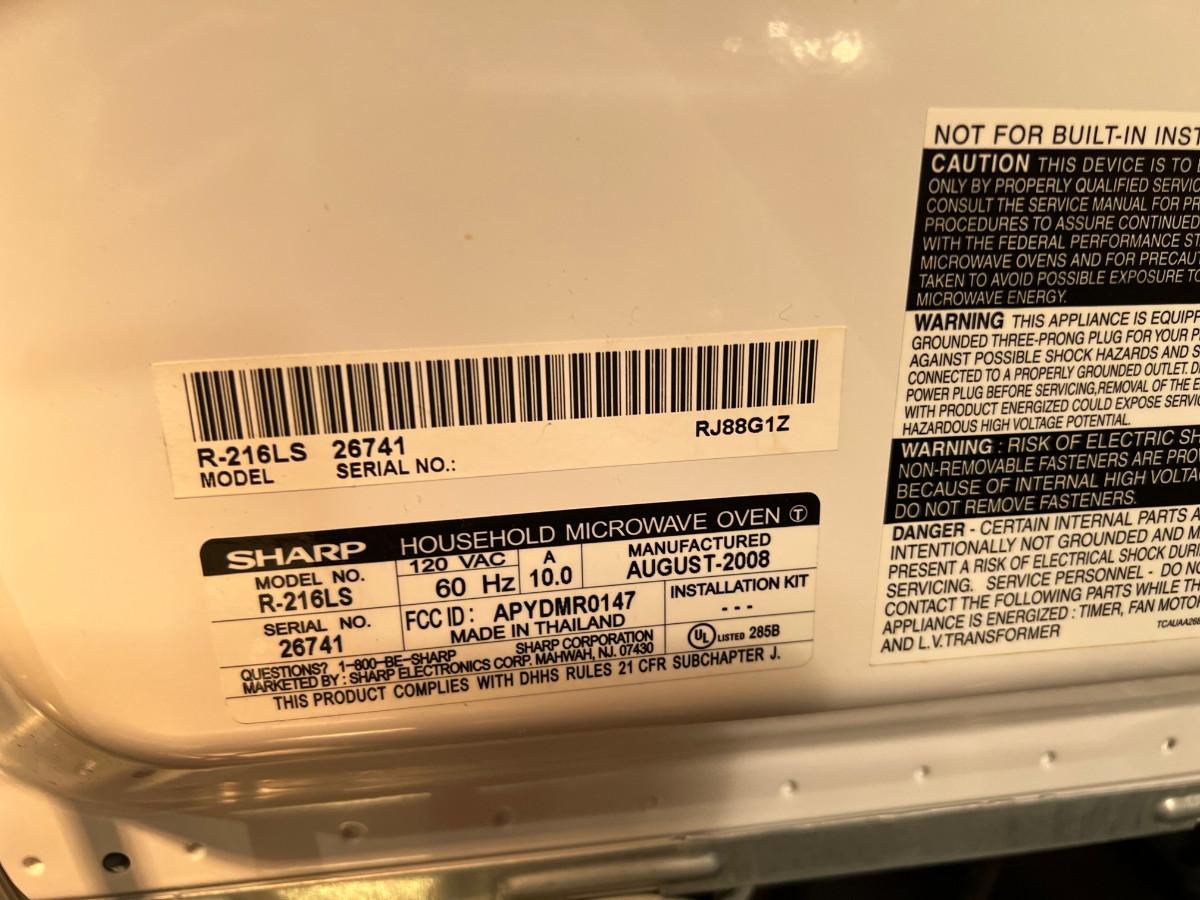 R-216LS 26741 RJ88G1Z
MODEL SERIAL NO.:
SHARP HOUSEHOLD MICROWAVE OVEN T
MODEL NO.
R-216LS
120 VAC
60 Hz
A
10.0
MANUFACTURED
AUGUST-2008
SERIAL NO.
26741
FCC ID: APYDMR0147
MADE IN THAILAND
INSTALLATION KIT
---
QUESTIONS? 1-800-BE-SHARP SHARP CORPORATION
MARKETED BY : SHARP ELECTRONICS CORP. MAHWAH, NJ. 07430
UL LISTED 285B
THIS PRODUCT COMPLIES WITH DHHS RULES 21 CFR SUBCHAPTER J.
NOT FOR BUILT-IN
CAUTION THIS DEVICE IS TO
ONLY BY PROPERLY QUALIFIED
CONSULT THE SERVICE MANUAL FOR
PROCEDURES TO ASSURE CONTINUED
WITH THE FEDERAL PERFORMANCE
MICROWAVE OVENS AND FOR
TAKEN TO AVOID POSSIBLE EXPOSURE TO
MICROWAVE ENERGY.
WARNING THIS APPLIANCE IS
GROUNDED THREE-PRONG PLUG FOR YOUR
AGAINST POSSIBLE SHOCK HAZARDS AND
CONNECTED TO A PROPERLY GROUNDED OUTLET.
POWER PLUG BEFORE SERVICING,REMOVAL OF THE
WITH PRODUCT ENERGIZED COULD EXPOSE
HAZARDOUS HIGH VOLTAGE POTENTIAL.
WARNING : RISK OF ELECTRIC
NON-REMOVABLE FASTENERS ARE
BECAUSE OF INTERNAL HIGH
DO NOT REMOVE FASTENERS.
DANGER - CERTAIN INTERNAL PARTS
INTENTIONALLY NOT GROUNDED AND
PRESENT A RISK OF ELECTRICAL SHOCK
SERVICING. SERVICE PERSONNEL - DO
CONTACT THE FOLLOWING PARTS WHILE
APPLIANCE IS ENERGIZED : TIMER, FAN
AND L.V.TRANSFORMER